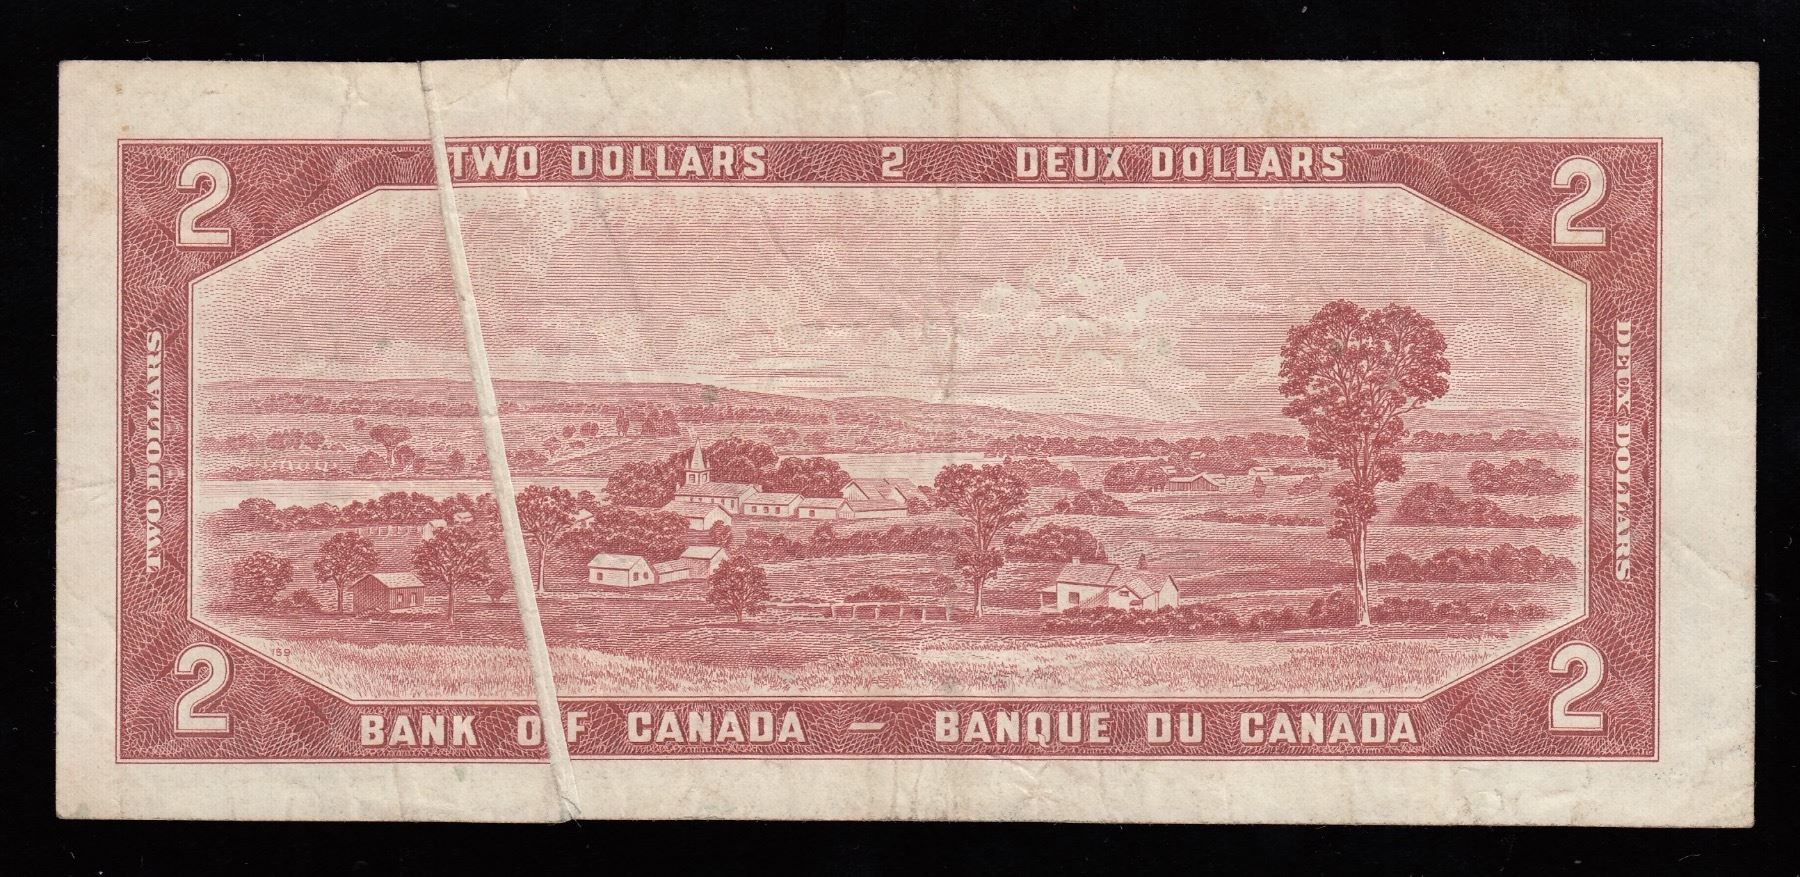 2 TWO DOLLARS 2 DEUX DOLLARS 2
TWO DOLLARS
DEUX DOLLARS
159
2 BANK OF CANADA — BANQUE DU CANADA 2